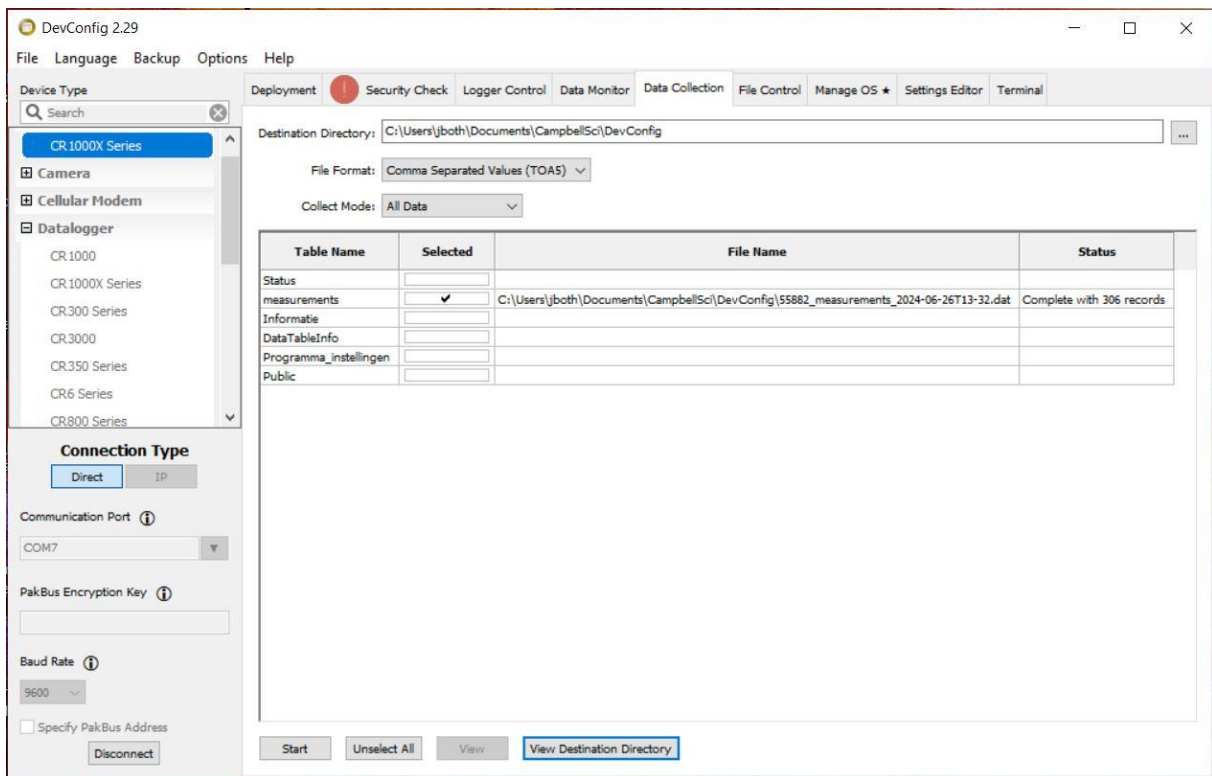 DevConfig 2.29
File Language Backup Options Help
Device Type
Search
CR1000X Series
Camera
Cellular Modem
Datalogger
CR1000
CR1000X Series
CR300 Series
CR3000
CR350 Series
CR6 Series
CR800 Series
Connection Type
Direct IP
Communication Port
COM7
PakBus Encryption Key
Baud Rate
9600
Specify PakBus Address
Disconnect
Deployment Security Check Logger Control Data Monitor Data Collection File Control Manage OS ★ Settings Editor Terminal
Destination Directory: C:\Users\jboth\Documents\CampbellSci\DevConfig ...
File Format: Comma Separated Values (TOA5)
Collect Mode: All Data
Table Name Selected File Name Status
Status
measurements ✔ C:\Users\jboth\Documents\CampbellSci\DevConfig\55882_measurements_2024-06-26T13-32.dat Complete with 306 records
Informatie
DataTableInfo
Programma_instellingen
Public
Start Unselect All View View Destination Directory